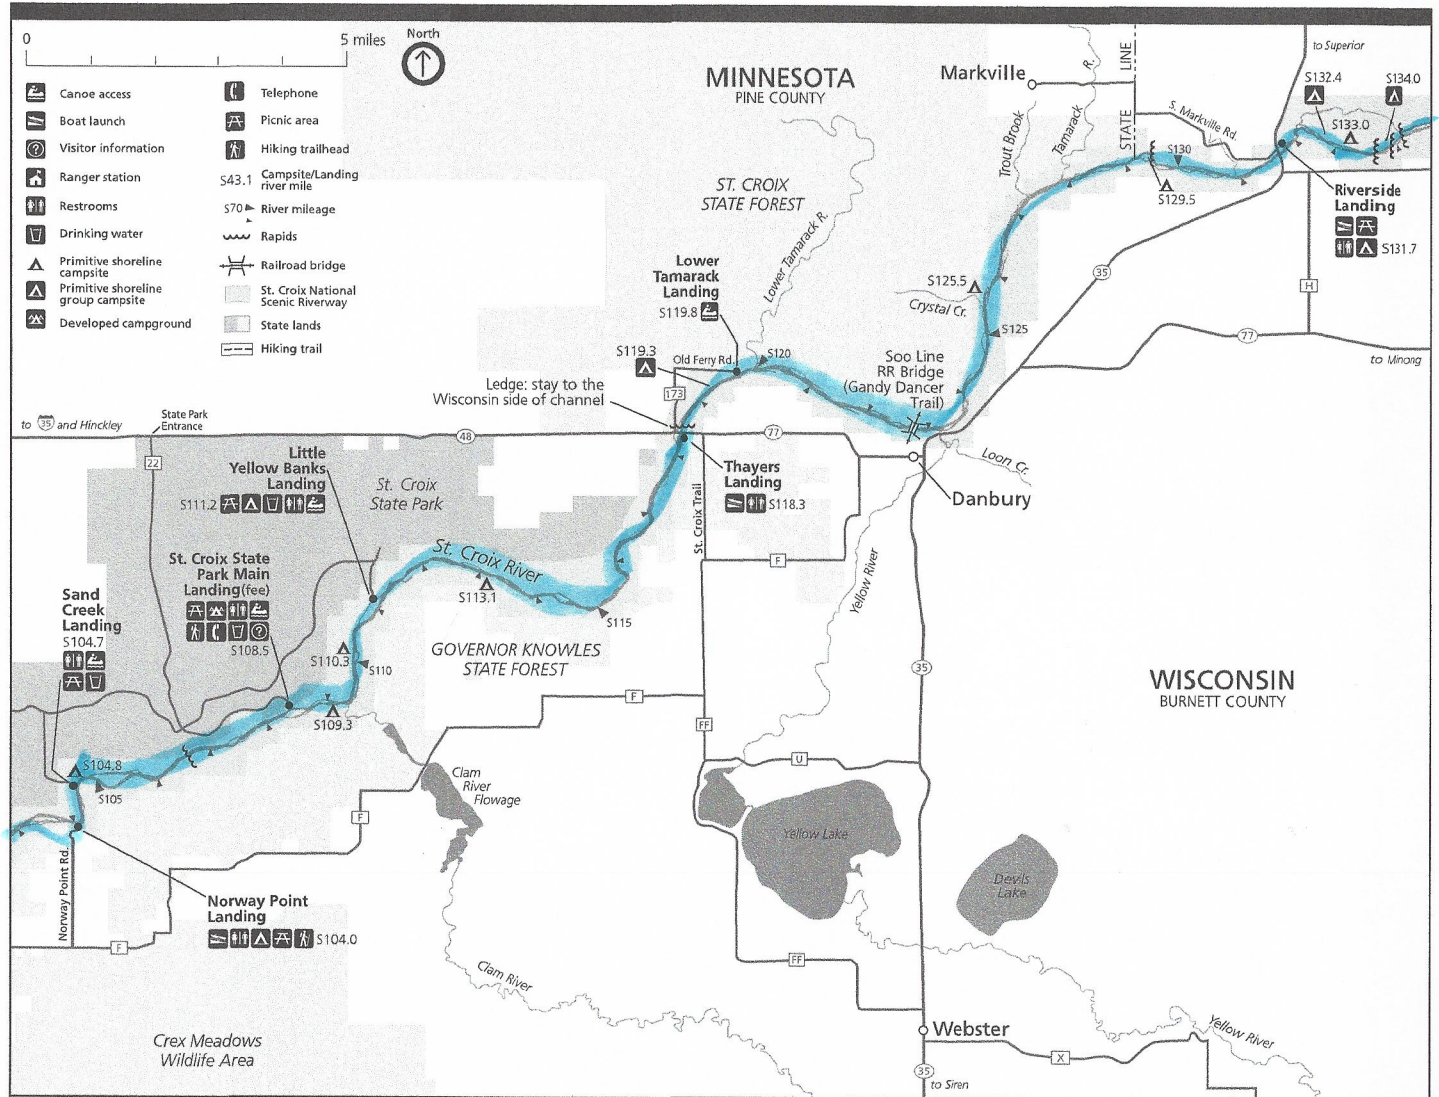 0
5 miles
North
Canoe access
Boat launch
Visitor information
Ranger station
Restrooms
Drinking water
Primitive shoreline
campsite
Primitive shoreline
group campsite
Developed campground
Telephone
Picnic area
Hiking trailhead
S43.1 Campsite/Landing
river mile
S70 River mileage
Rapids
Railroad bridge
St. Croix National
Scenic Riverway
State lands
Hiking trail
MINNESOTA
PINE COUNTY
Markville
Trout Brook
Tamarack
R.
STATE LINE
S. Markville Rd.
to Superior
S132.4
S134.0
S133.0
S130
S129.5
Riverside
Landing
S131.7
ST. CROIX
STATE FOREST
Lower Tamarack R.
Lower
Tamarack
Landing
S119.8
S125.5
Crystal Cr.
S125
35
H
77
to Minong
S119.3
Old Ferry Rd.
S120
173
Soo Line
RR Bridge
(Gandy Dancer
Trail)
Ledge: stay to the
Wisconsin side of channel
to 35 and Hinckley
State Park
Entrance
48
77
22
Little
Yellow Banks
Landing
S111.2
St. Croix
State Park
Thayers
Landing
S118.3
St. Croix Trail
Loon Cr.
Danbury
F
Yellow River
St. Croix River
St. Croix State
Park Main
Landing(fee)
S108.5
S113.1
S115
Sand
Creek
Landing
S104.7
S110.3
S110
GOVERNOR KNOWLES
STATE FOREST
35
WISCONSIN
BURNETT COUNTY
F
S109.3
FF
S104.8
S105
Clam
River
Flowage
U
F
Yellow Lake
Devils
Lake
Norway Point Rd.
Norway Point
Landing
S104.0
F
FF
Clam River
Crex Meadows
Wildlife Area
Webster
X
Yellow River
35
to Siren